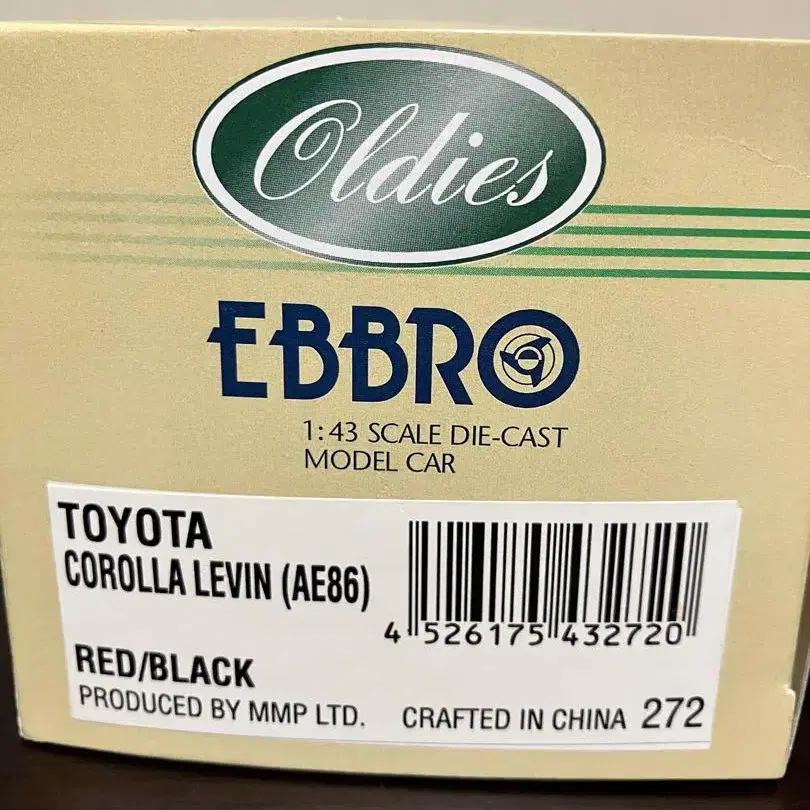 Oldies
EBBRO
1:43 SCALE DIE-CAST
MODEL CAR
TOYOTA
COROLLA LEVIN (AE86)
4 526175 432720
RED/BLACK
PRODUCED BY MMP LTD. CRAFTED IN CHINA 272